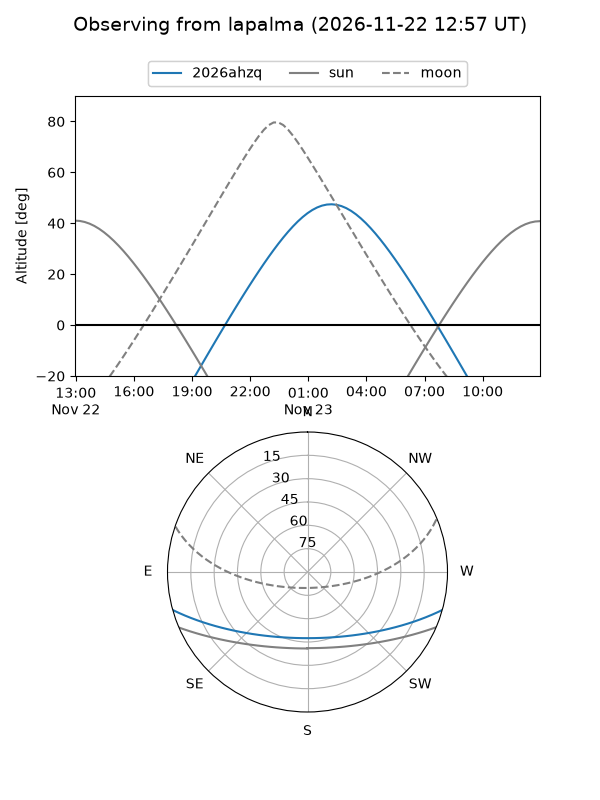 Observing from lapalma (2026-11-22 12:57 UT)
2026ahzq sun moon
Altitude [deg]
80
60
40
20
0
−20
13:00 16:00 19:00 22:00 01:00 04:00 07:00 10:00
Nov 22 Nov 23
N
NE NW
15
30
45
60
75
E W
SE SW
S